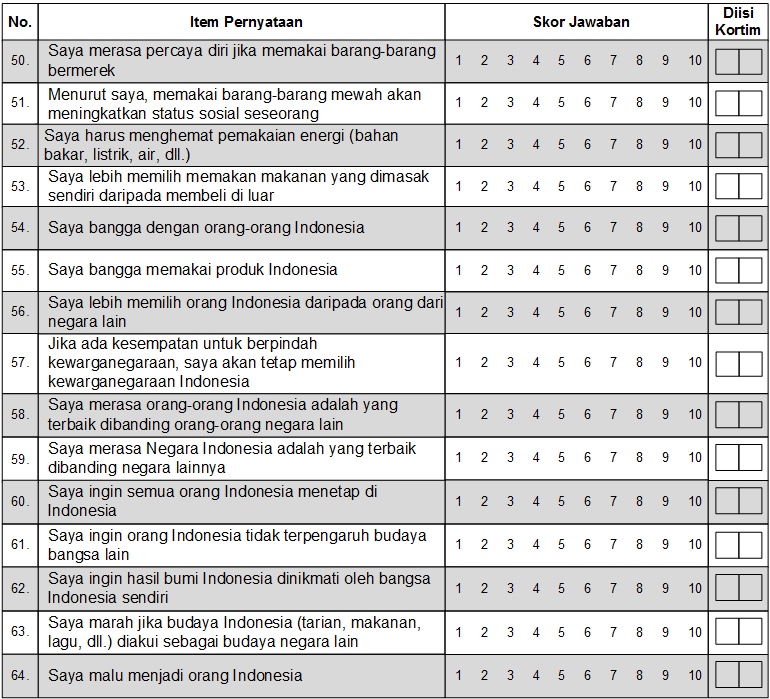 No. Item Pernyataan Skor Jawaban Diisi Kortim
50. Saya merasa percaya diri jika memakai barang-barang
bermerek 1 2 3 4 5 6 7 8 9 10
51. Menurut saya, memakai barang-barang mewah akan
meningkatkan status sosial seseorang 1 2 3 4 5 6 7 8 9 10
52. Saya harus menghemat pemakaian energi (bahan
bakar, listrik, air, dll.) 1 2 3 4 5 6 7 8 9 10
53. Saya lebih memilih memakan makanan yang dimasak
sendiri daripada membeli di luar 1 2 3 4 5 6 7 8 9 10
54. Saya bangga dengan orang-orang Indonesia 1 2 3 4 5 6 7 8 9 10
55. Saya bangga memakai produk Indonesia 1 2 3 4 5 6 7 8 9 10
56. Saya lebih memilih orang Indonesia daripada orang dari
negara lain 1 2 3 4 5 6 7 8 9 10
57. Jika ada kesempatan untuk berpindah
kewarganegaraan, saya akan tetap memilih
kewarganegaraan Indonesia 1 2 3 4 5 6 7 8 9 10
58. Saya merasa orang-orang Indonesia adalah yang
terbaik dibanding orang-orang negara lain 1 2 3 4 5 6 7 8 9 10
59. Saya merasa Negara Indonesia adalah yang terbaik
dibanding negara lainnya 1 2 3 4 5 6 7 8 9 10
60. Saya ingin semua orang Indonesia menetap di
Indonesia 1 2 3 4 5 6 7 8 9 10
61. Saya ingin orang Indonesia tidak terpengaruh budaya
bangsa lain 1 2 3 4 5 6 7 8 9 10
62. Saya ingin hasil bumi Indonesia dinikmati oleh bangsa
Indonesia sendiri 1 2 3 4 5 6 7 8 9 10
63. Saya marah jika budaya Indonesia (tarian, makanan,
lagu, dll.) diakui sebagai budaya negara lain 1 2 3 4 5 6 7 8 9 10
64. Saya malu menjadi orang Indonesia 1 2 3 4 5 6 7 8 9 10